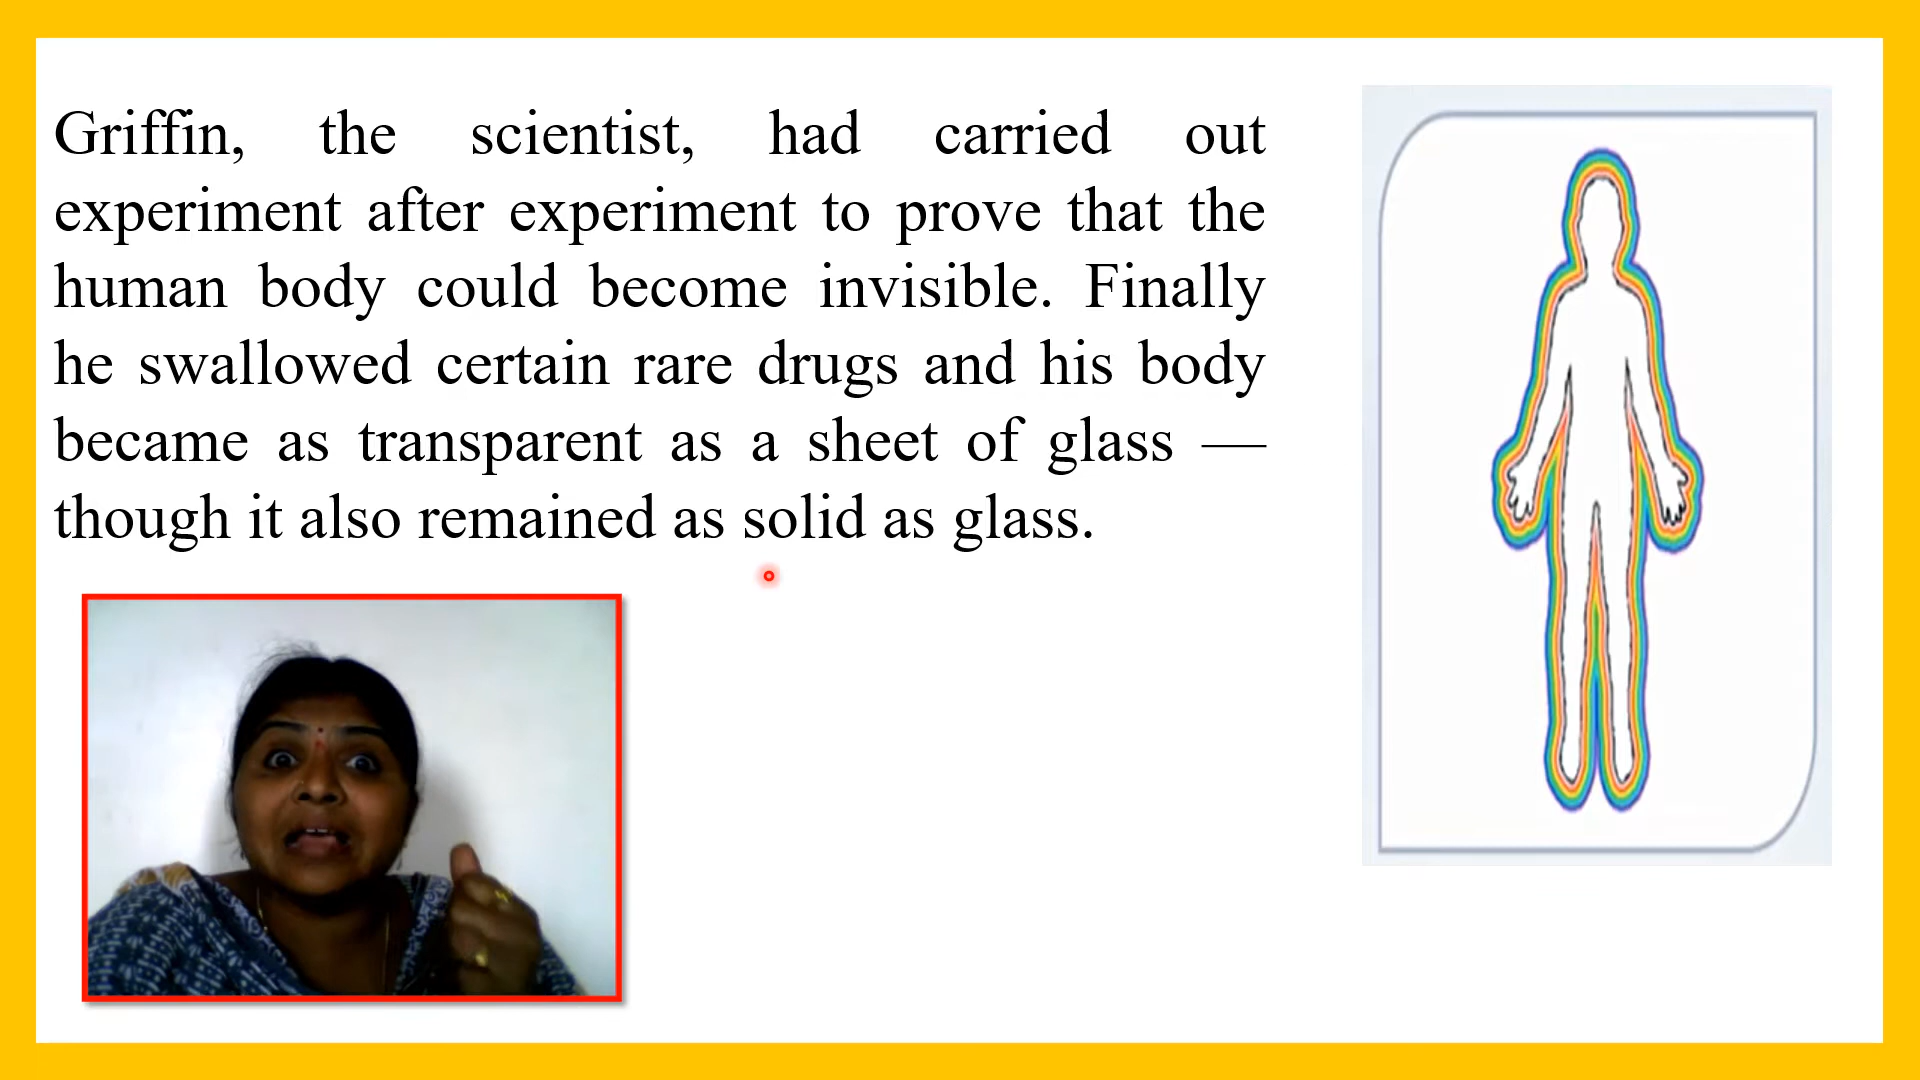 Griffin, the scientist, had carried out
experiment after experiment to prove that the
human body could become invisible. Finally
he swallowed certain rare drugs and his body
became as transparent as a sheet of glass —
though it also remained as solid as glass.